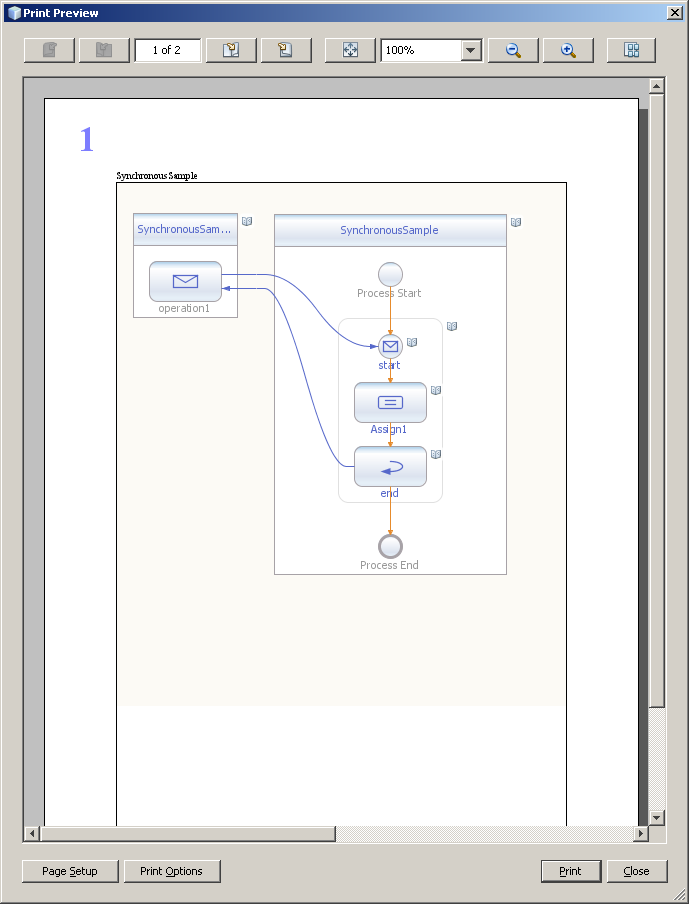 Print Preview
1 of 2
100%
1
Synchronous Sample
SynchronousSam...
SynchronousSample
operation1
Process Start
start
Assign1
end
Process End
Page Setup
Print Options
Print
Close